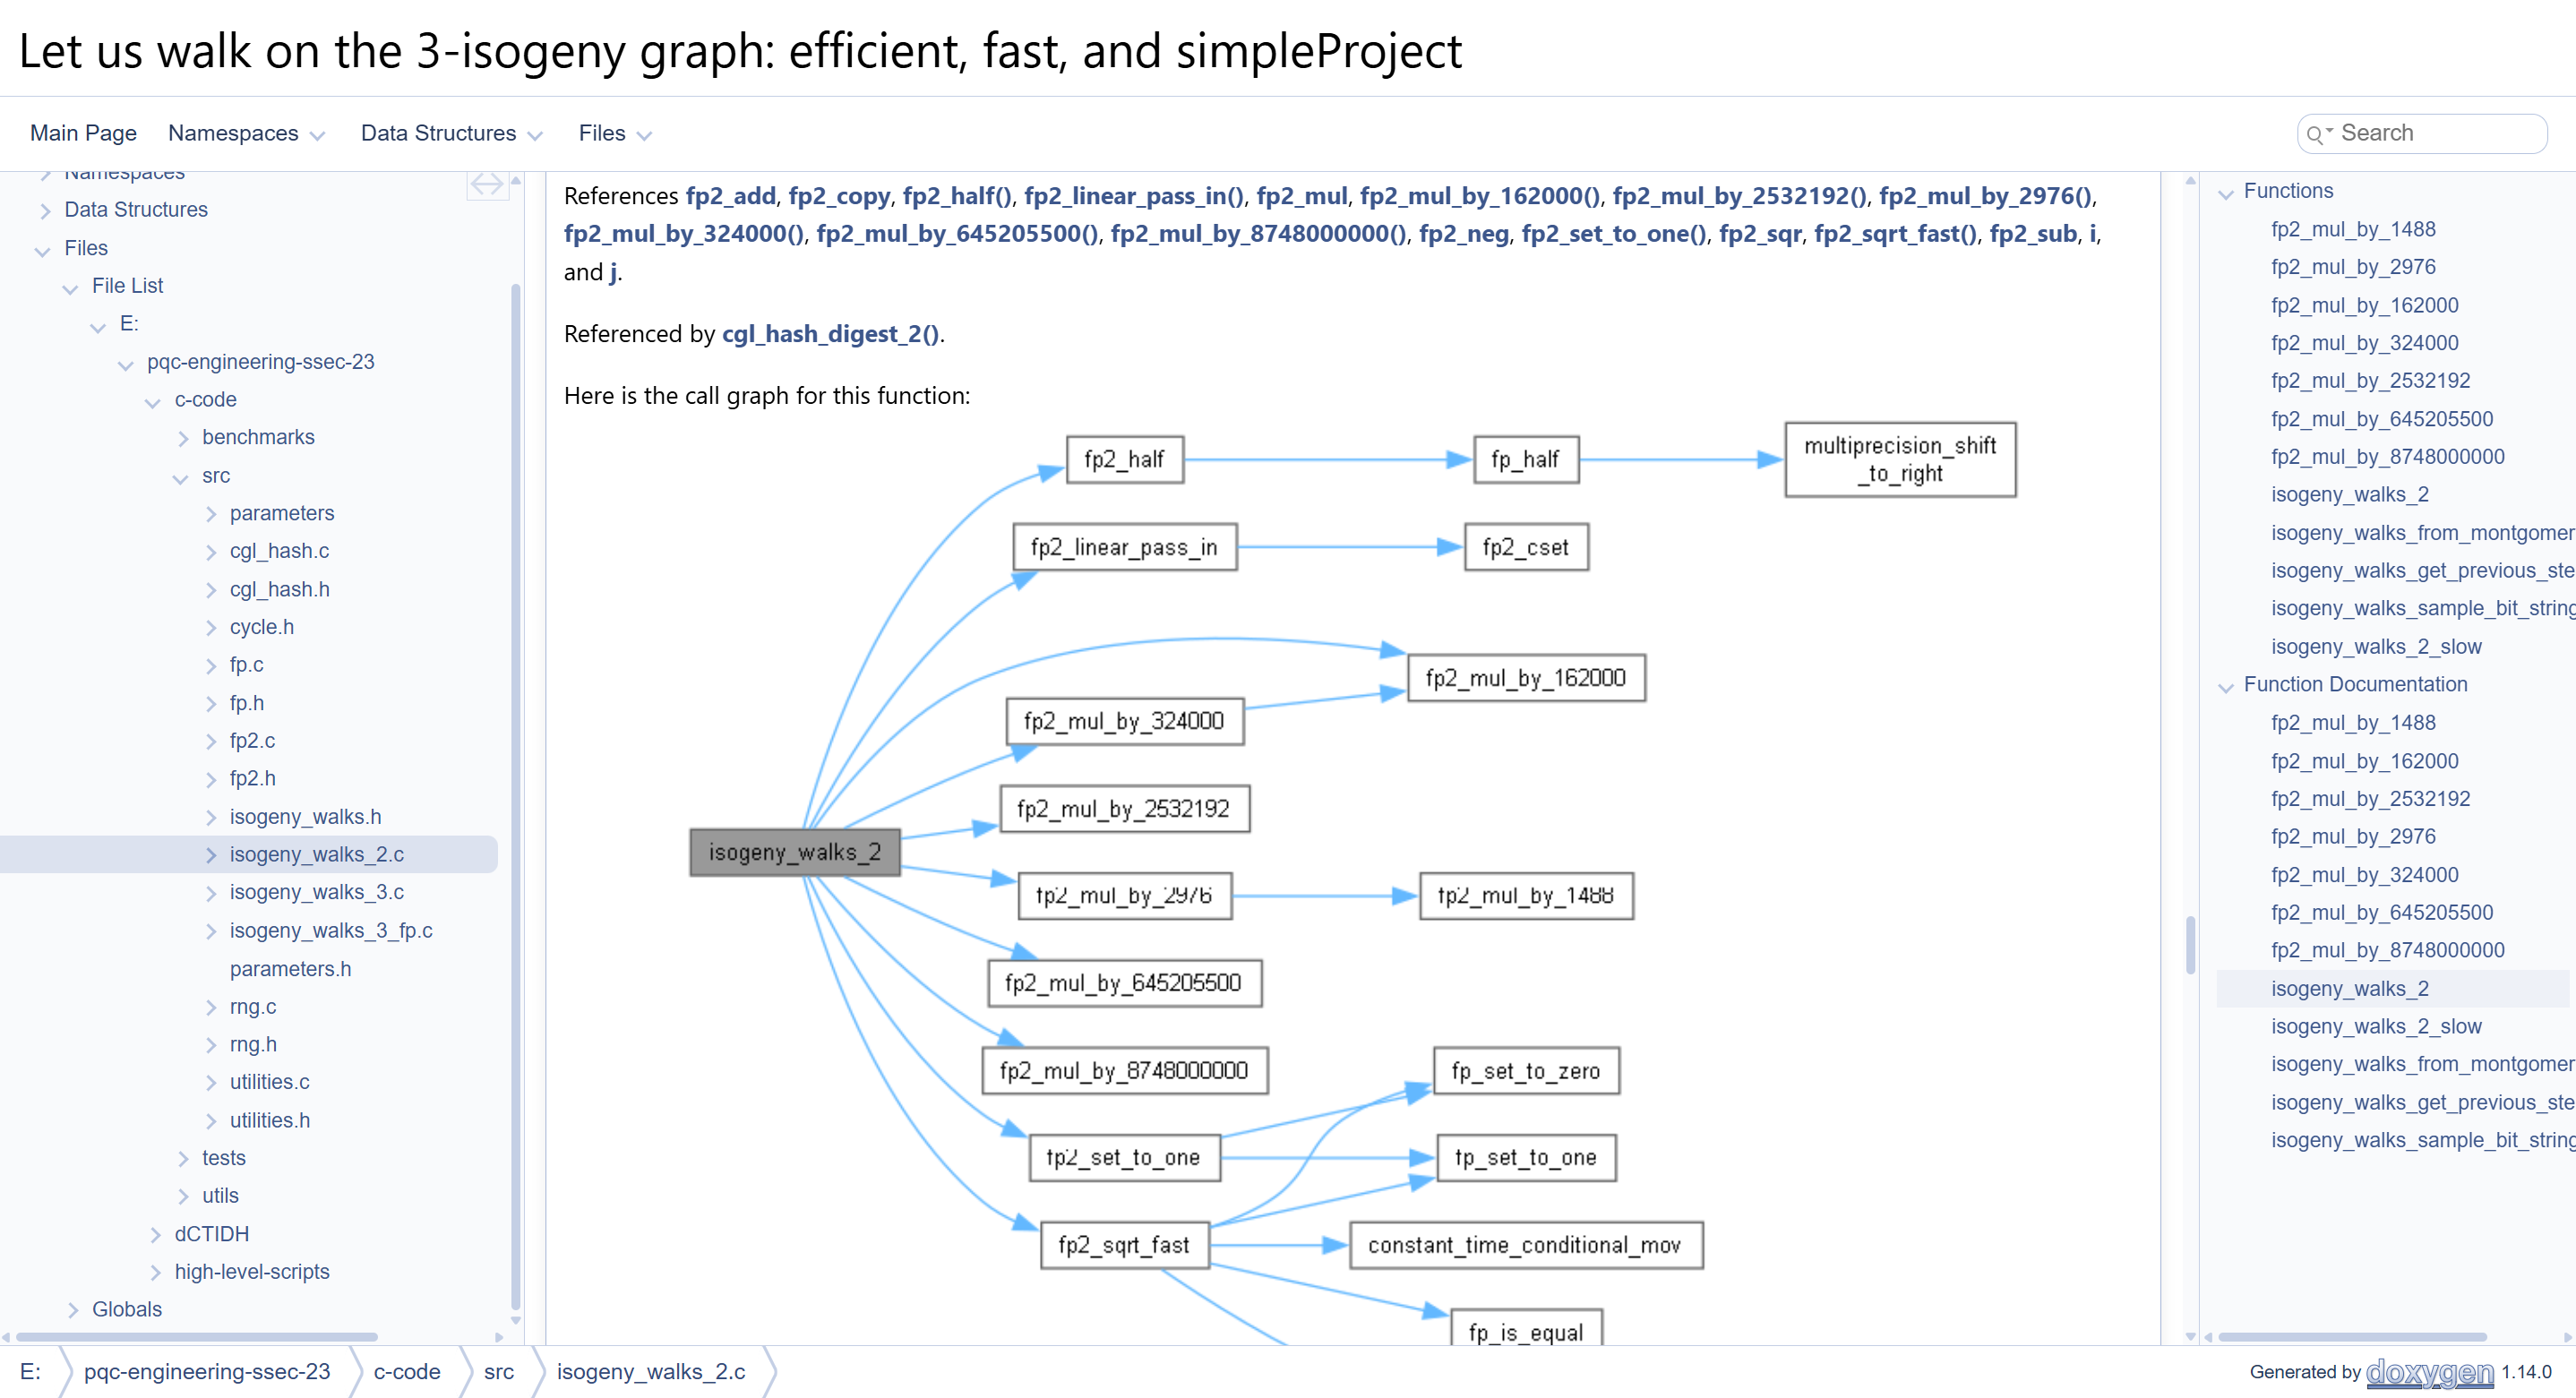 Let us walk on the 3-isogeny graph: efficient, fast, and simpleProject
Main Page
Namespaces
Data Structures
Files
Search
Namespaces
Data Structures
Files
File List
E:
pqc-engineering-ssec-23
c-code
benchmarks
src
parameters
cgl_hash.c
cgl_hash.h
cycle.h
fp.c
fp.h
fp2.c
fp2.h
isogeny_walks.h
isogeny_walks_2.c
isogeny_walks_3.c
isogeny_walks_3_fp.c
parameters.h
rng.c
rng.h
utilities.c
utilities.h
tests
utils
dCTIDH
high-level-scripts
Globals
References fp2_add, fp2_copy, fp2_half(), fp2_linear_pass_in(), fp2_mul, fp2_mul_by_162000(), fp2_mul_by_2532192(), fp2_mul_by_2976(),
fp2_mul_by_324000(), fp2_mul_by_645205500(), fp2_mul_by_8748000000(), fp2_neg, fp2_set_to_one(), fp2_sqr, fp2_sqrt_fast(), fp2_sub, i,
and j.
Referenced by cgl_hash_digest_2().
Here is the call graph for this function:
fp2_half
fp_half
multiprecision_shift
_to_right
fp2_linear_pass_in
fp2_cset
fp2_mul_by_162000
fp2_mul_by_324000
fp2_mul_by_2532192
isogeny_walks_2
fp2_mul_by_2976
fp2_mul_by_1488
fp2_mul_by_645205500
fp2_mul_by_8748000000
fp_set_to_zero
fp2_set_to_one
fp_set_to_one
fp2_sqrt_fast
constant_time_conditional_mov
fp_is_equal
Functions
fp2_mul_by_1488
fp2_mul_by_2976
fp2_mul_by_162000
fp2_mul_by_324000
fp2_mul_by_2532192
fp2_mul_by_645205500
fp2_mul_by_8748000000
isogeny_walks_2
isogeny_walks_from_montgomer
isogeny_walks_get_previous_ste
isogeny_walks_sample_bit_string
isogeny_walks_2_slow
Function Documentation
fp2_mul_by_1488
fp2_mul_by_162000
fp2_mul_by_2532192
fp2_mul_by_2976
fp2_mul_by_324000
fp2_mul_by_645205500
fp2_mul_by_8748000000
isogeny_walks_2
isogeny_walks_2_slow
isogeny_walks_from_montgomer
isogeny_walks_get_previous_ste
isogeny_walks_sample_bit_string
E:
pqc-engineering-ssec-23
c-code
src
isogeny_walks_2.c
Generated by doxygen 1.14.0